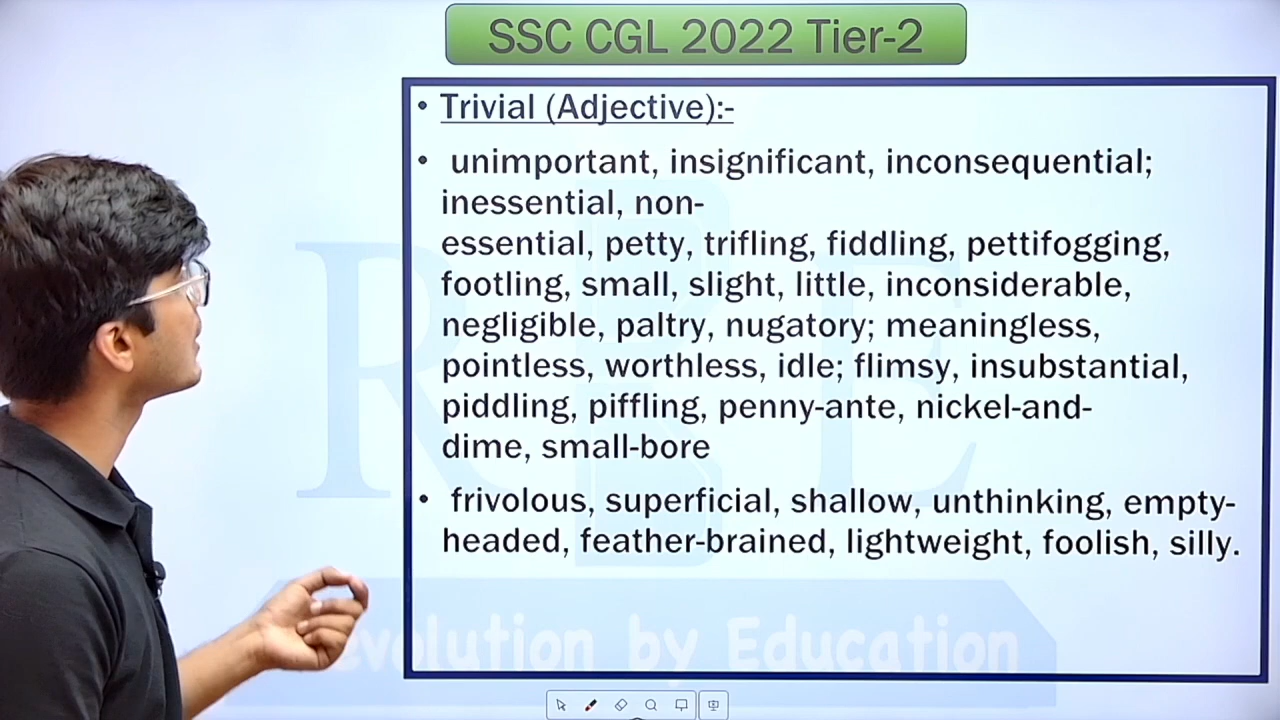 SSC CGL 2022 Tier-2
• Trivial (Adjective):-
• unimportant, insignificant, inconsequential;
inessential, non-
essential, petty, trifling, fiddling, pettifogging,
footling, small, slight, little, inconsiderable,
negligible, paltry, nugatory; meaningless,
pointless, worthless, idle; flimsy, insubstantial,
piddling, piffling, penny-ante, nickel-and-
dime, small-bore
• frivolous, superficial, shallow, unthinking, empty-
headed, feather-brained, lightweight, foolish, silly.
R B E
evolution by Education